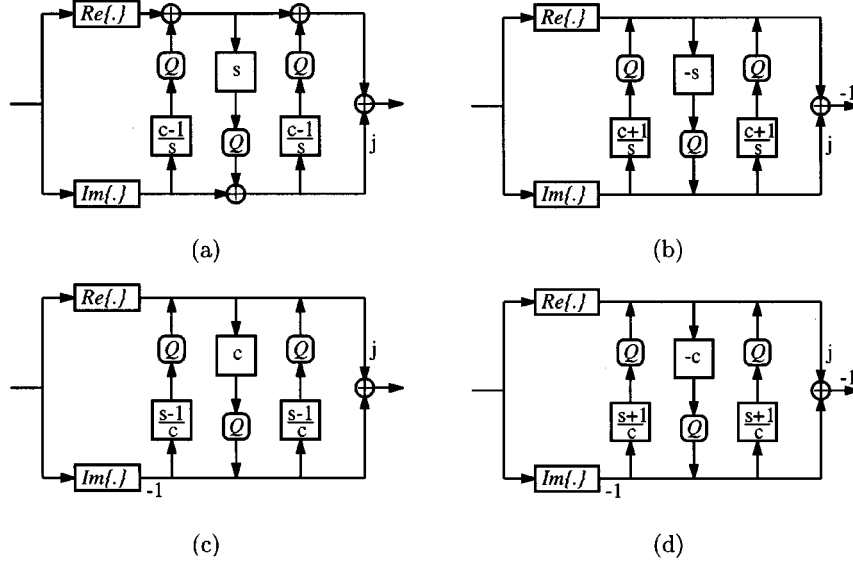 Re{.}
Q
s
Q
c-1
s
Q
c-1
s
j
Im{.}
(a)
Re{.}
Q
-s
Q
c+1
s
Q
c+1
s
-1
j
Im{.}
(b)
Re{.}
Q
c
Q
s-1
c
Q
s-1
c
j
Im{.}
-1
(c)
Re{.}
Q
-c
Q
s+1
c
Q
s+1
c
j
-1
Im{.}
-1
(d)